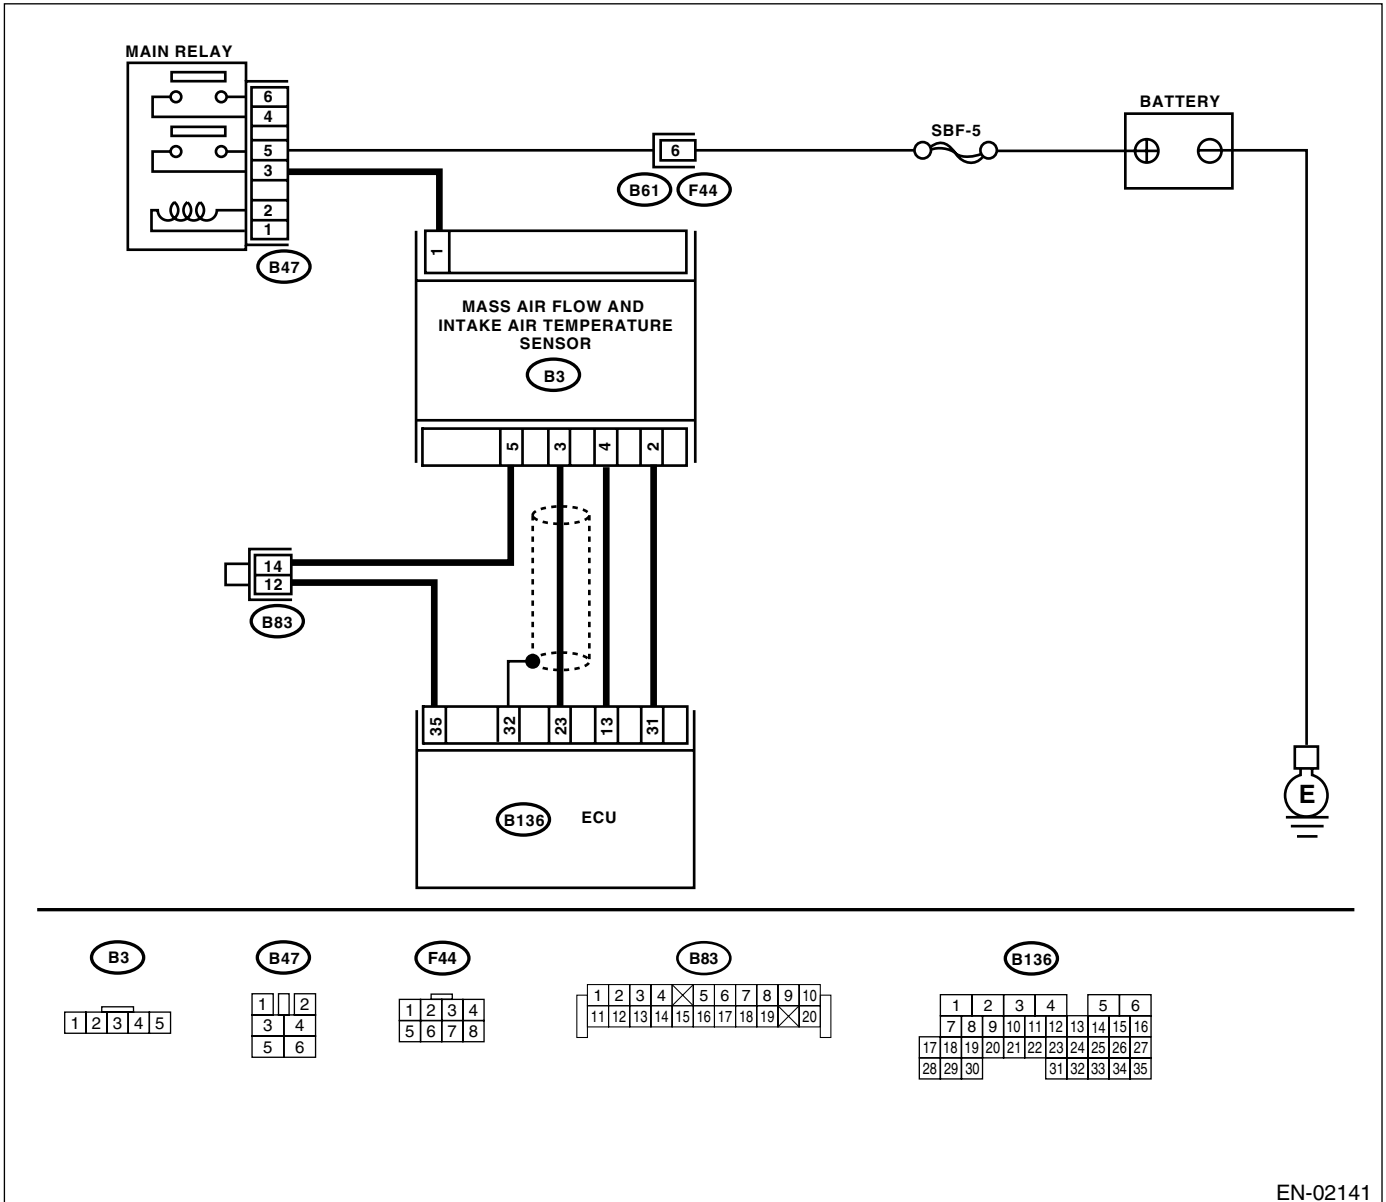 MAIN RELAY
6
4
5
3
2
1
B47
6
B61 F44
SBF-5
BATTERY
1
MASS AIR FLOW AND
INTAKE AIR TEMPERATURE
SENSOR
B3
5 3 4 2
14
12
B83
35 32 23 13 31
B136 ECU
E
B3
1 2 3 4 5
B47
1 2
3 4
5 6
F44
1 2 3 4
5 6 7 8
B83
1 2 3 4 5 6 7 8 9 10
11 12 13 14 15 16 17 18 19 20
B136
1 2 3 4 5 6
7 8 9 10 11 12 13 14 15 16
17 18 19 20 21 22 23 24 25 26 27
28 29 30 31 32 33 34 35
EN-02141